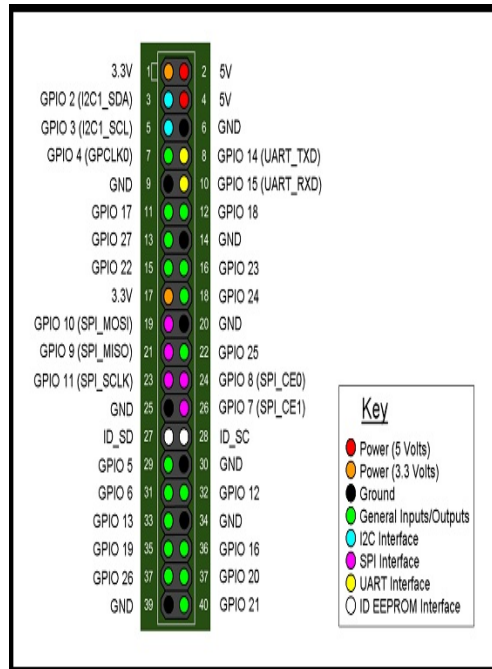 3.3V 1 2 5V
GPIO 2 (I2C1_SDA) 3 4 5V
GPIO 3 (I2C1_SCL) 5 6 GND
GPIO 4 (GPCLK0) 7 8 GPIO 14 (UART_TXD)
GND 9 10 GPIO 15 (UART_RXD)
GPIO 17 11 12 GPIO 18
GPIO 27 13 14 GND
GPIO 22 15 16 GPIO 23
3.3V 17 18 GPIO 24
GPIO 10 (SPI_MOSI) 19 20 GND
GPIO 9 (SPI_MISO) 21 22 GPIO 25
GPIO 11 (SPI_SCLK) 23 24 GPIO 8 (SPI_CE0)
GND 25 26 GPIO 7 (SPI_CE1)
ID_SD 27 28 ID_SC
GPIO 5 29 30 GND
GPIO 6 31 32 GPIO 12
GPIO 13 33 34 GND
GPIO 19 35 36 GPIO 16
GPIO 26 37 37 GPIO 20
GND 39 40 GPIO 21
Key
Power (5 Volts)
Power (3.3 Volts)
Ground
General Inputs/Outputs
I2C Interface
SPI Interface
UART Interface
ID EEPROM Interface